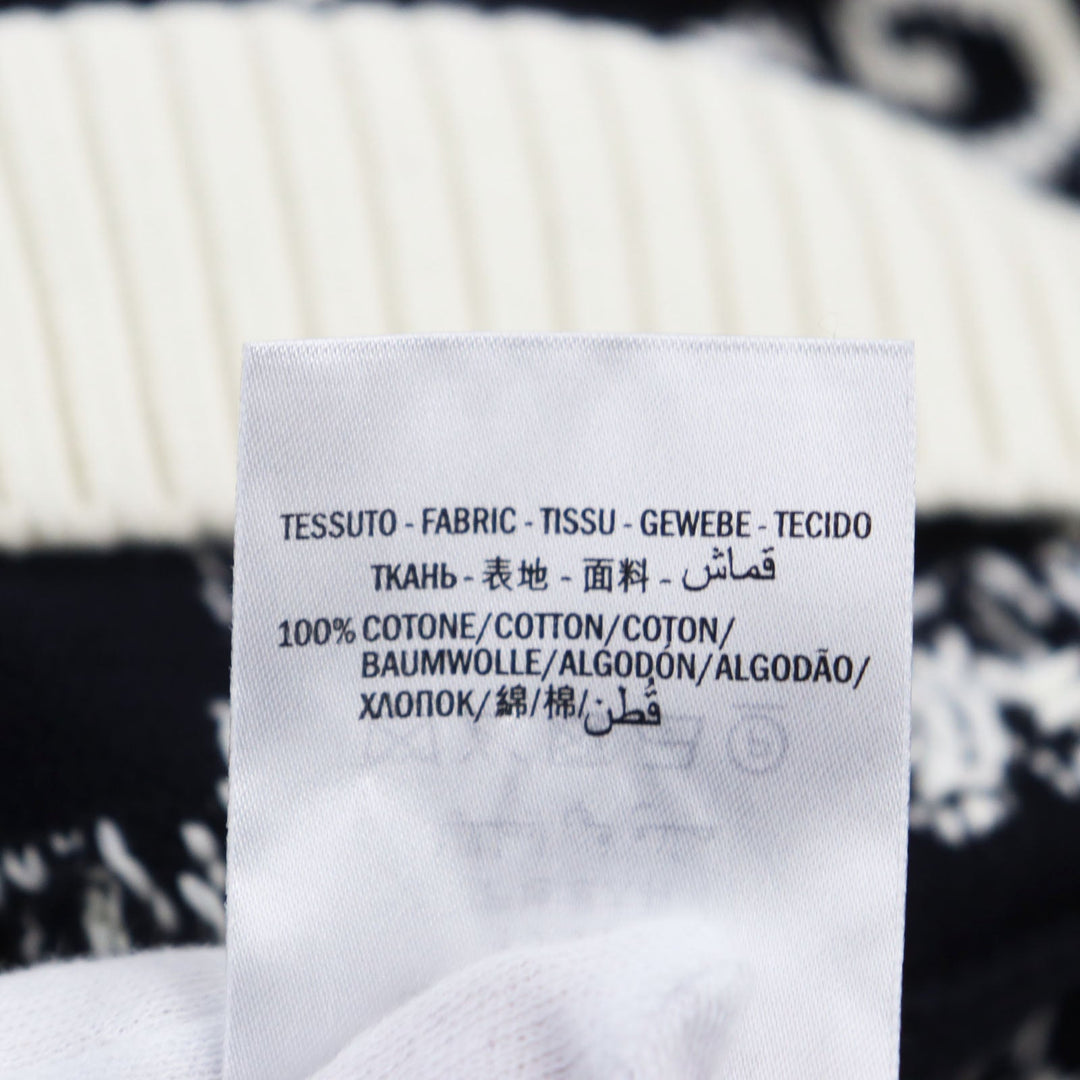 TESSUTO - FABRIC - TISSU - GEWEBE - TECIDO
ТКАНЬ - 表地 - 面料 - قماش
100% COTONE/COTTON/COTON/
BAUMWOLLE/ALGODÓN/ALGODÃO/
ХЛОПОК/綿/棉/قطن